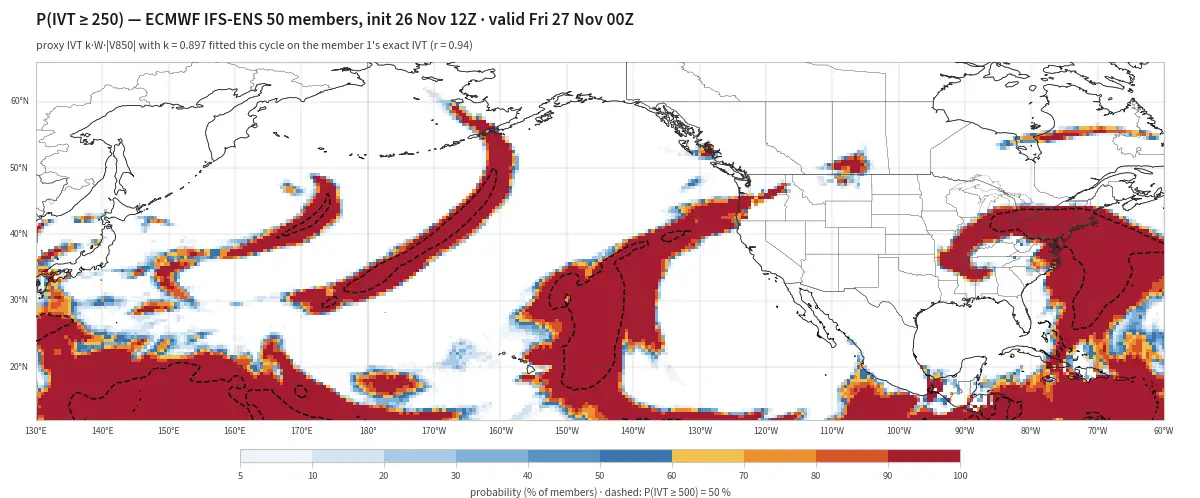 P(IVT ≥ 250) — ECMWF IFS-ENS 50 members, init 26 Nov 12Z · valid Fri 27 Nov 00Z
proxy IVT k·W·|V850| with k = 0.897 fitted this cycle on the member 1's exact IVT (r = 0.94)
60°N
50°N
40°N
30°N
20°N
130°E 140°E 150°E 160°E 180° 170°W 160°W 150°W 140°W 130°W 120°W 110°W 100°W 90°W 80°W 70°W 60°W
5 10 20 30 40 50 60 70 80 90 100
probability (% of members) · dashed: P(IVT ≥ 500) = 50 %